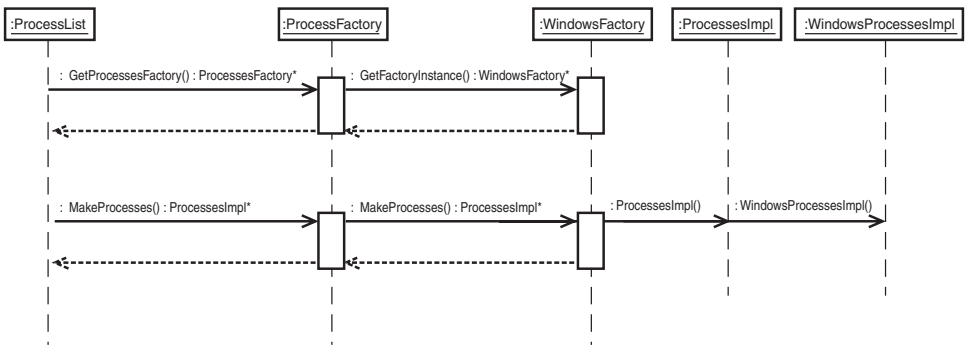 :ProcessList
:ProcessFactory
:WindowsFactory
:ProcessesImpl
:WindowsProcessesImpl
: GetProcessesFactory() : ProcessesFactory*
: GetFactoryInstance() : WindowsFactory*
: MakeProcesses() : ProcessesImpl*
: MakeProcesses() : ProcessesImpl*
: ProcessesImpl()
: WindowsProcessesImpl()